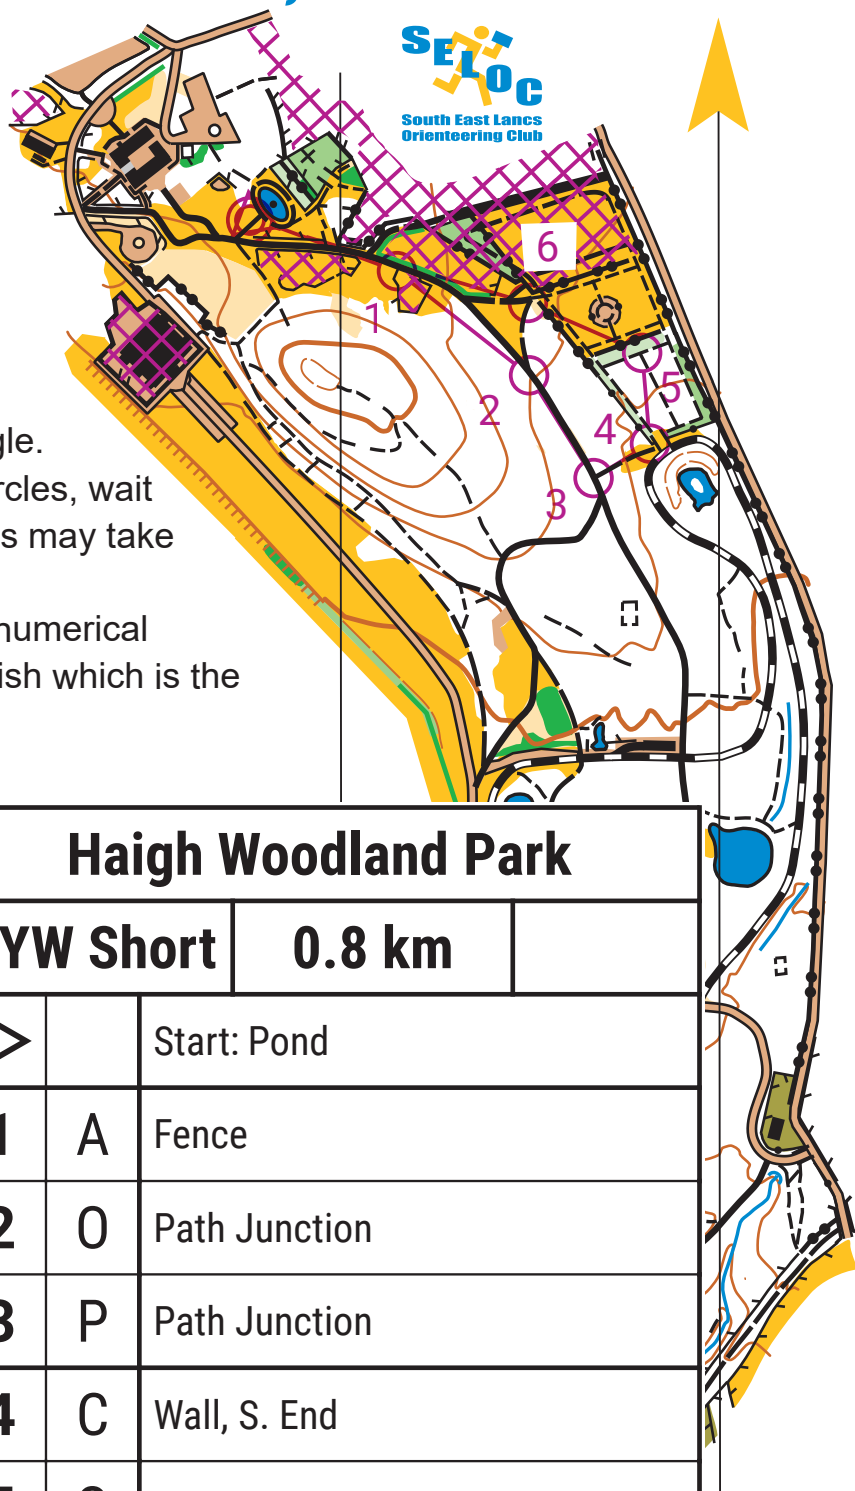 SELOC
South East Lancs
Orienteering Club
6
1
2
5
4
3
gle.
rcles, wait
s may take
numerical
ish which is the
Haigh Woodland Park
YW Short 0.8 km
Start: Pond
1 A Fence
2 O Path Junction
3 P Path Junction
4 C Wall, S. End